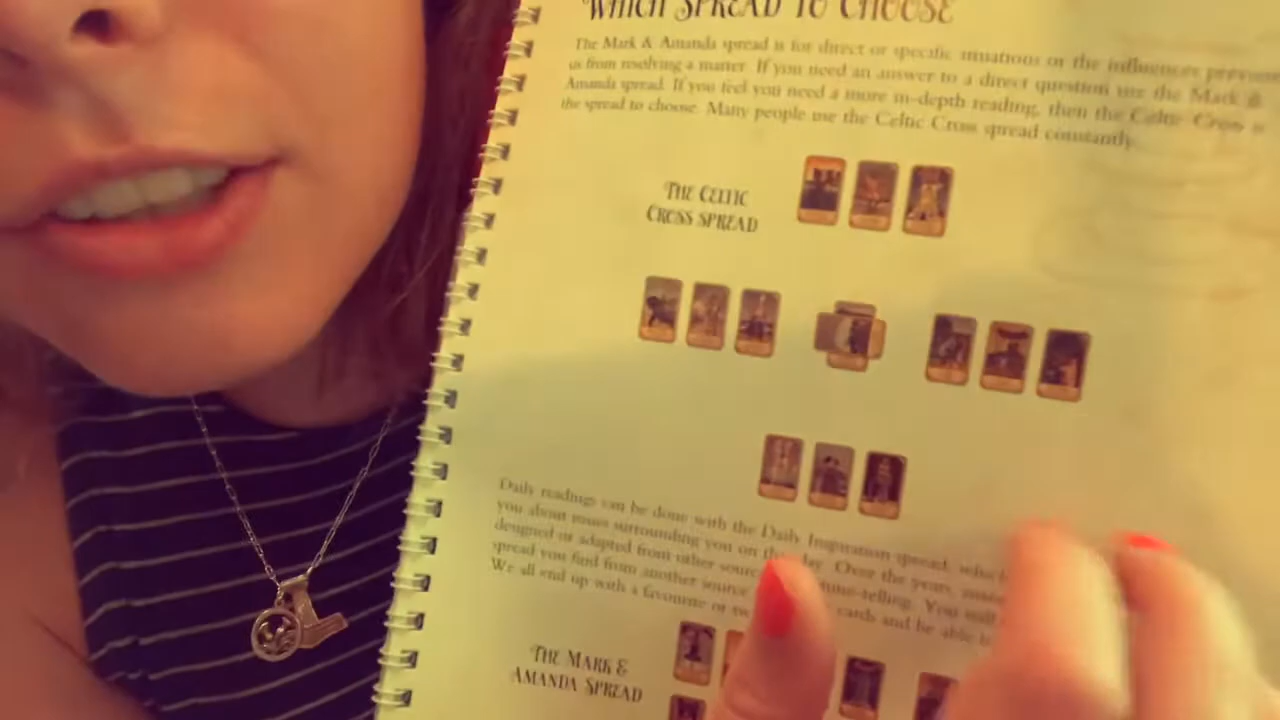 WHICH SPREAD TO CHOOSE
The Mark & Amanda spread is for direct or specific situations or the influences
us from resolving a matter. If you need an answer to a direct question use the Mark &
Amanda spread. If you feel you need a more in-depth reading, then the Celtic Cross is
the spread to choose. Many people use the Celtic Cross spread constantly.
THE CELTIC
CROSS SPREAD
Daily readings can be done with the Daily Inspiration spread,
you about issues surrounding you on the day. Over the years,
designed or adapted from other fortune-telling. You will
spread you find from another source cards and be able to
We all end up with a favourite or
THE MARK &
AMANDA SPREAD